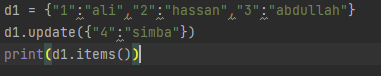 d1 = {"1":"ali","2":"hassan","3":"abdullah"}
d1.update({"4":"simba"})
print(d1.items())